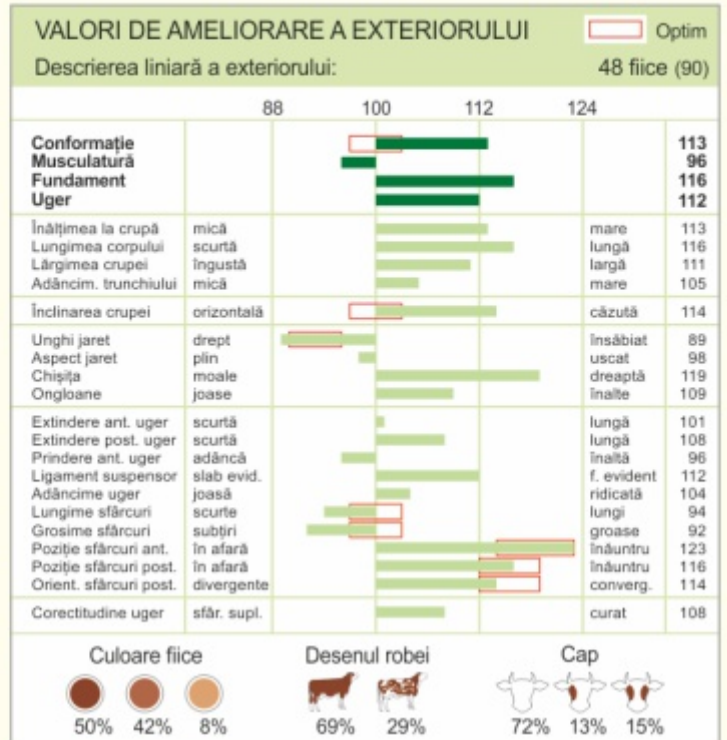 VALORI DE AMELIORARE A EXTERIORULUI Optim
Descrierea liniară a exteriorului: 48 fiice (90)
88 100 112 124
Conformație 113
Musculatură 96
Fundament 116
Uger 112
Înălțimea la crupă mică mare 113
Lungimea corpului scurtă lungă 116
Lărgimea crupei îngustă largă 111
Adâncim. trunchiului mică mare 105
Înclinarea crupei orizontală căzută 114
Unghi jaret drept însăbiat 89
Aspect jaret plin uscat 98
Chișița moale dreaptă 119
Ongloane joase înalte 109
Extindere ant. uger scurtă lungă 101
Extindere post. uger scurtă lungă 108
Prindere ant. uger adâncă înaltă 96
Ligament suspensor slab evid. f. evident 112
Adâncime uger joasă ridicată 104
Lungime sfârcuri scurte lungi 94
Grosime sfârcuri subțiri groase 92
Poziție sfârcuri ant. în afară înăuntru 123
Poziție sfârcuri post. în afară înăuntru 116
Orient. sfârcuri post. divergente converg. 114
Corectitudine uger sfâr. supl. curat 108
Culoare fiice Desenul robei Cap
50% 42% 8% 69% 29% 72% 13% 15%